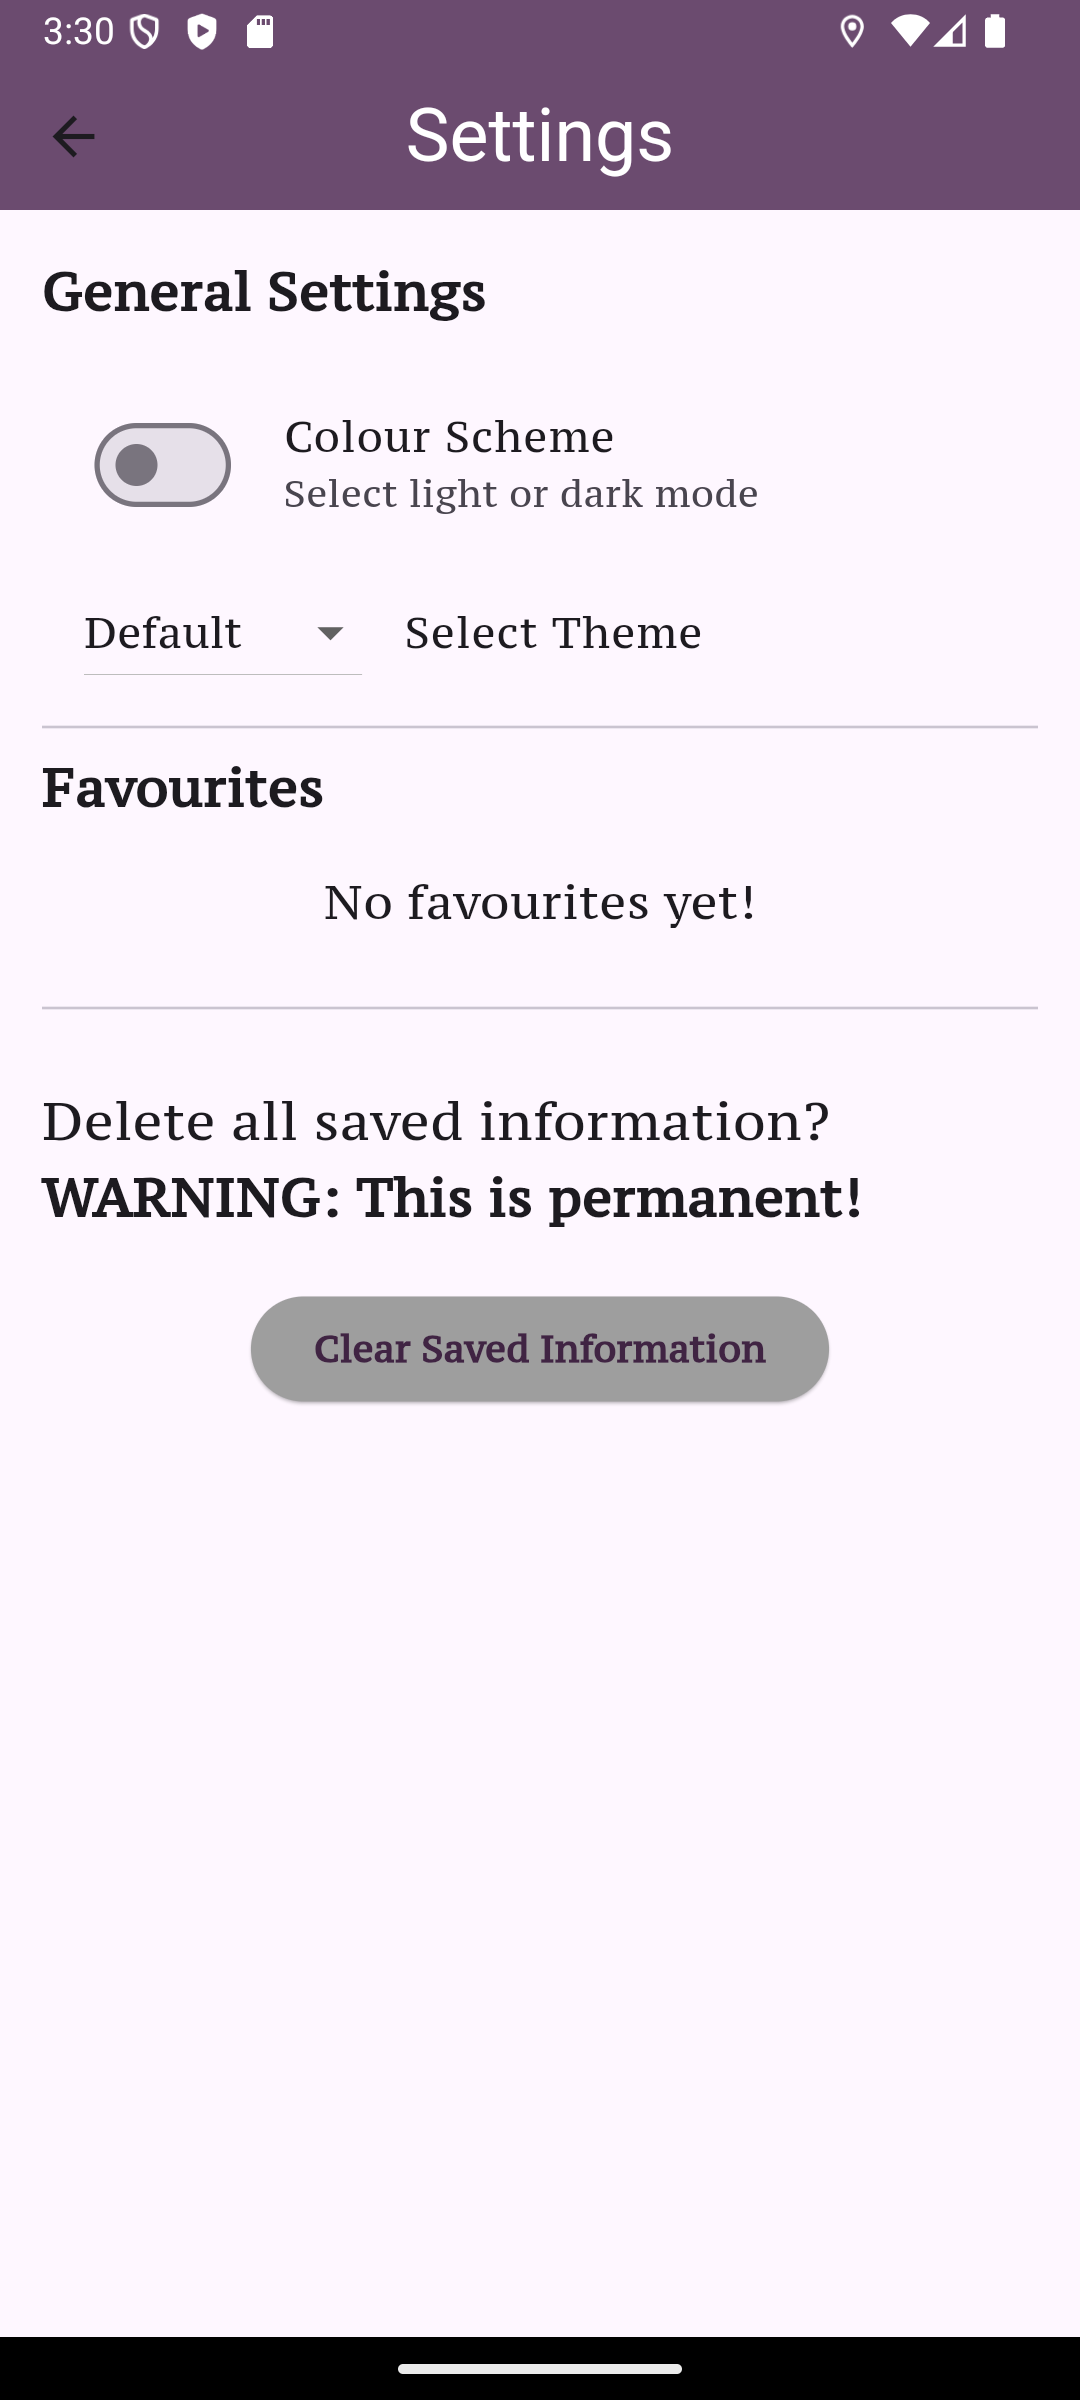 3:30
Settings
General Settings
Colour Scheme
Select light or dark mode
Default
Select Theme
Favourites
No favourites yet!
Delete all saved information?
WARNING: This is permanent!
Clear Saved Information